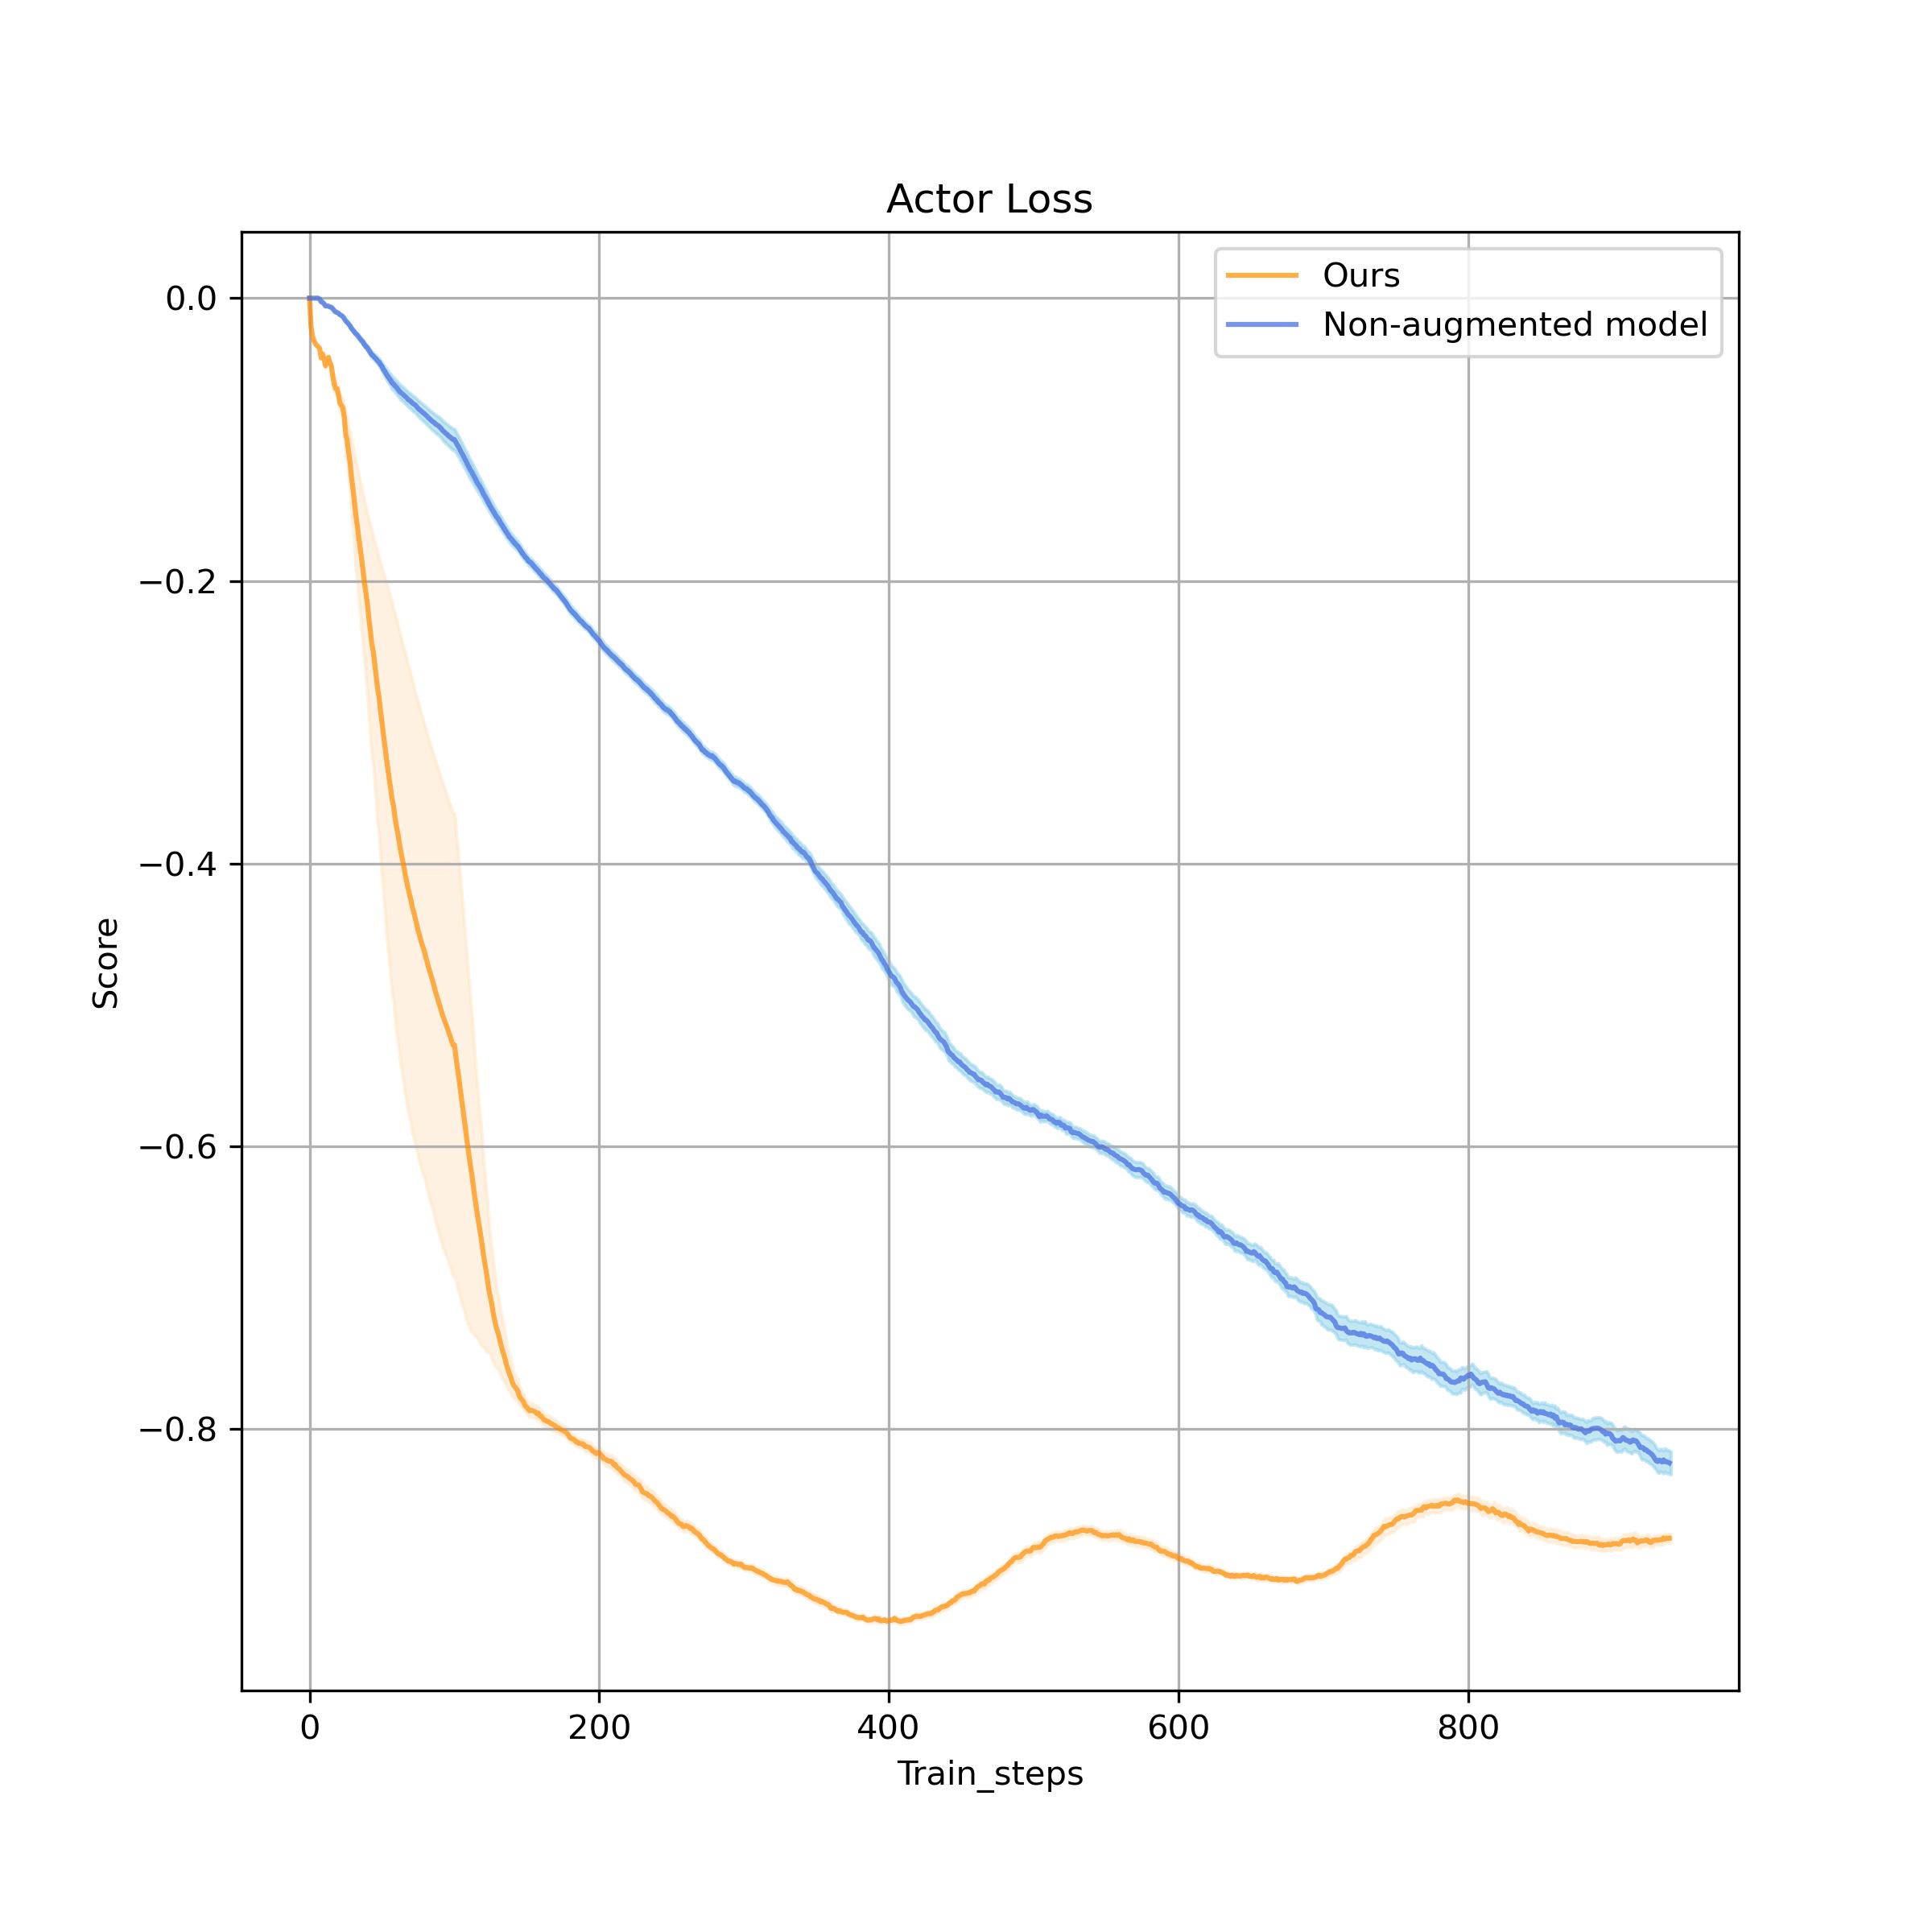 Actor Loss
Ours
Non-augmented model
0.0
−0.2
−0.4
−0.6
−0.8
Score
0 200 400 600 800
Train_steps